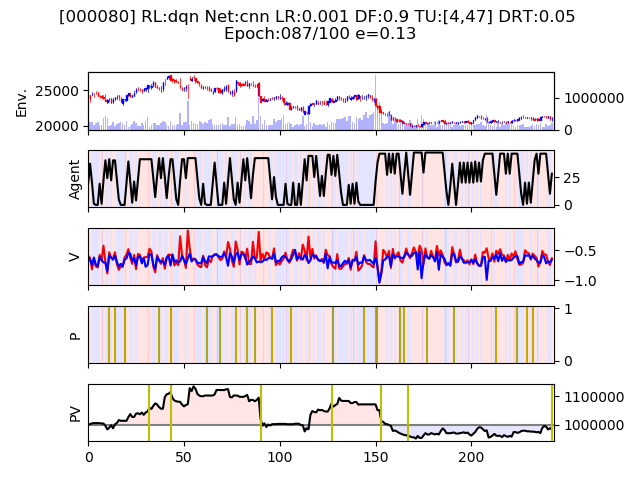 [000080] RL:dqn Net:cnn LR:0.001 DF:0.9 TU:[4,47] DRT:0.05
Epoch:087/100 e=0.13
Env.
25000
20000
1000000
0
Agent
25
0
V
−0.5
−1.0
P
1
0
PV
1100000
1000000
0 50 100 150 200